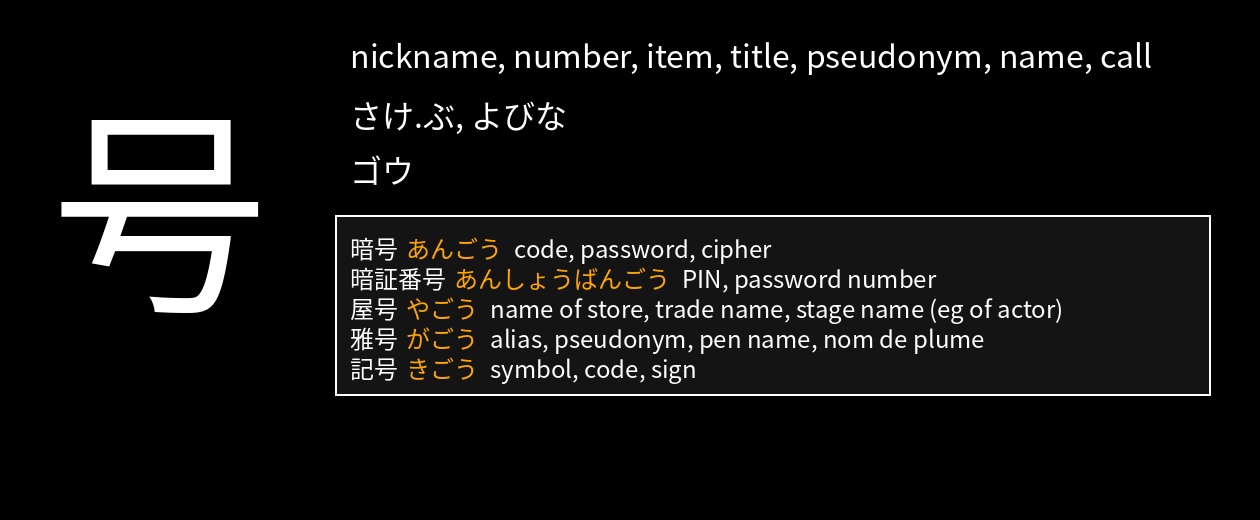 号
nickname, number, item, title, pseudonym, name, call
さけ.ぶ, よびな
ゴウ
暗号 あんごう code, password, cipher
暗証番号 あんしょうばんごう PIN, password number
屋号 やごう name of store, trade name, stage name (eg of actor)
雅号 がごう alias, pseudonym, pen name, nom de plume
記号 きごう symbol, code, sign